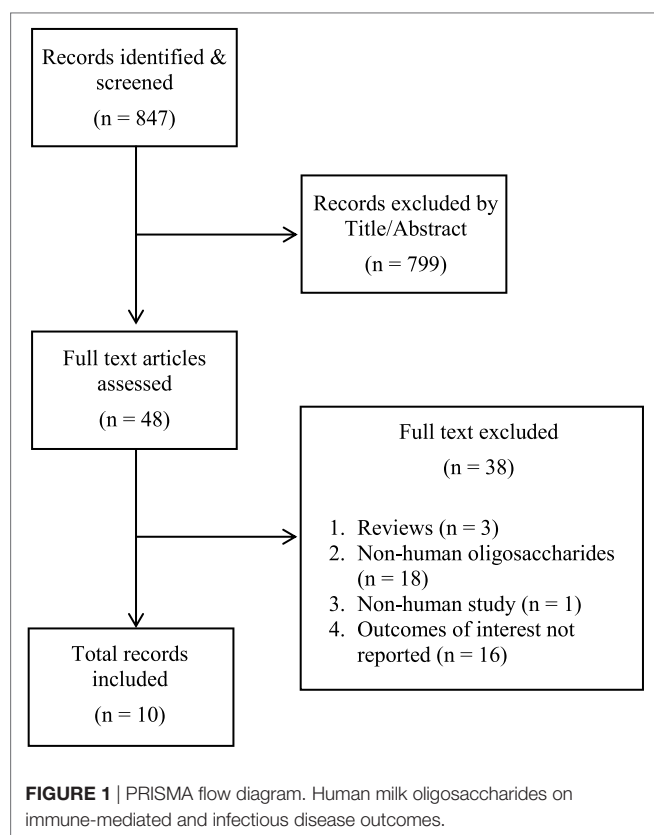 Records identified &
screened
(n = 847)
Records excluded by
Title/Abstract
(n = 799)
Full text articles
assessed
(n = 48)
Full text excluded
(n = 38)
1. Reviews (n = 3)
2. Non-human oligosaccharides
(n = 18)
3. Non-human study (n = 1)
4. Outcomes of interest not
reported (n = 16)
Total records
included
(n = 10)
FIGURE 1 | PRISMA flow diagram. Human milk oligosaccharides on
immune-mediated and infectious disease outcomes.